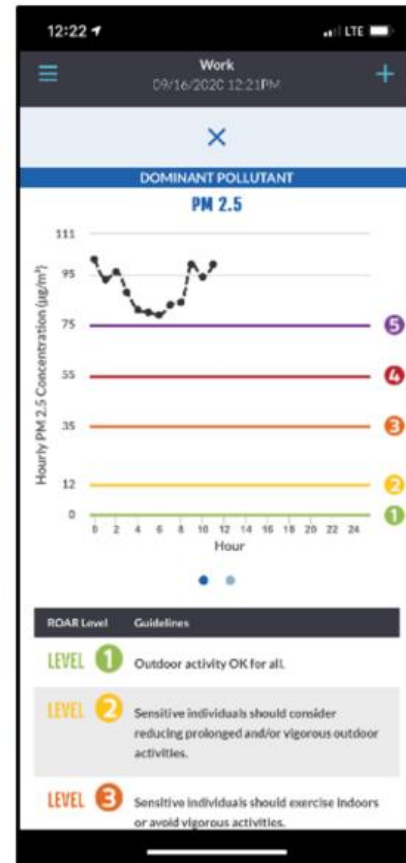 12:22
LTE
Work
09/16/2020 12:21PM
DOMINANT POLLUTANT
PM 2.5
Hourly PM 2.5 Concentration (µg/m³)
111
95
75
5
55
4
35
3
12
2
0
1
0 2 4 6 8 10 12 14 16 18 20 22 24
Hour
ROAR Level Guidelines
LEVEL 1 Outdoor activity OK for all.
LEVEL 2 Sensitive individuals should consider
reducing prolonged and/or vigorous outdoor
activities.
LEVEL 3 Sensitive individuals should exercise indoors
or avoid vigorous activities.